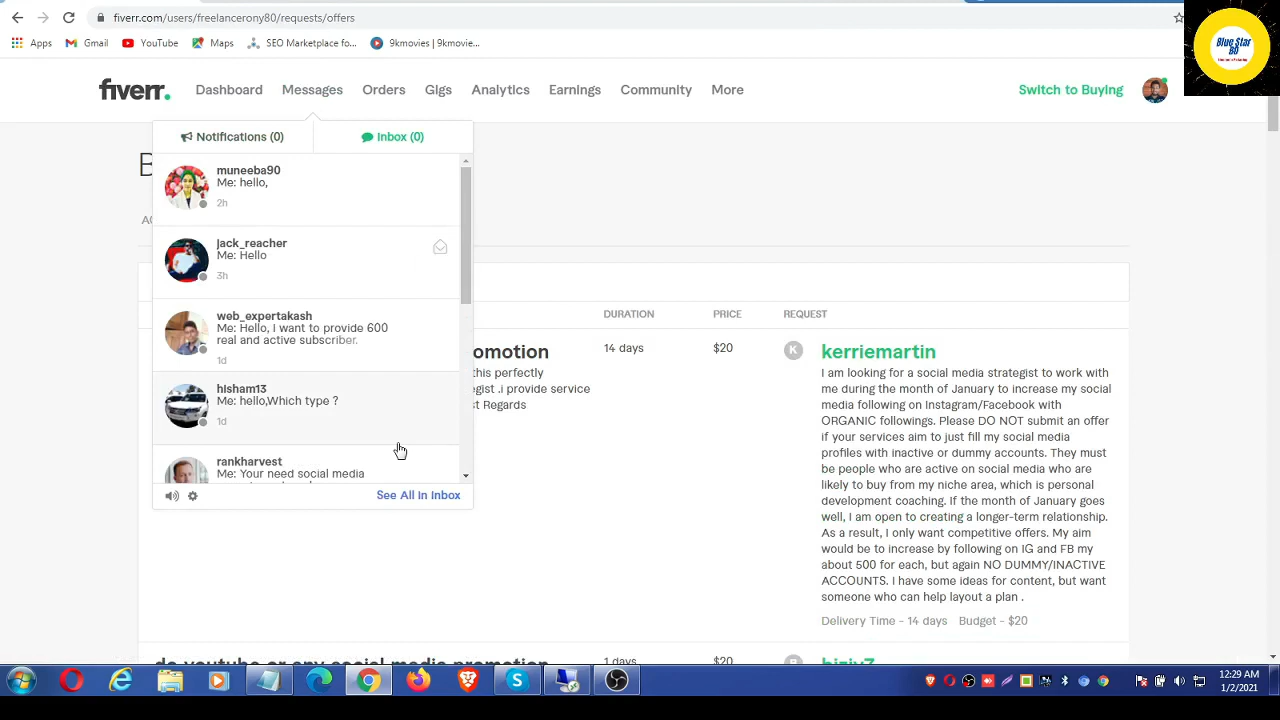 fiverr.com/users/freelancerony80/requests/offers
Apps Gmail YouTube Maps SEO Marketplace fo... 9kmovies | 9kmovie...
Blue Star
80
fiverr. Dashboard Messages Orders Gigs Analytics Earnings Community More Switch to Buying
Notifications (0) Inbox (0)
muneeba90
Me: hello,
2h
jack_reacher
Me: Hello
3h
web_expertakash
Me: Hello, i want to provide 600
real and active subscriber.
1d
hisham13
Me: hello,Which type ?
1d
rankharvest
Me: Your need social media
See All in Inbox
DURATION PRICE REQUEST
omotion 14 days $20 K kerriemartin
this perfectly
gist .i provide service
st Regards
I am looking for a social media strategist to work with
me during the month of January to increase my social
media following on Instagram/Facebook with
ORGANIC followings. Please DO NOT submit an offer
if your services aim to just fill my social media
profiles with inactive or dummy accounts. They must
be people who are active on social media who are
likely to buy from my niche area, which is personal
development coaching. If the month of January goes
well, I am open to creating a longer-term relationship.
As a result, I only want competitive offers. My aim
would be to increase by following on IG and FB my
about 500 for each, but again NO DUMMY/INACTIVE
ACCOUNTS. I have some ideas for content, but want
someone who can help layout a plan .
Delivery Time - 14 days Budget - $20
do youtube or any social media promotion 1 days $20 biziv7
12:29 AM
1/2/2021